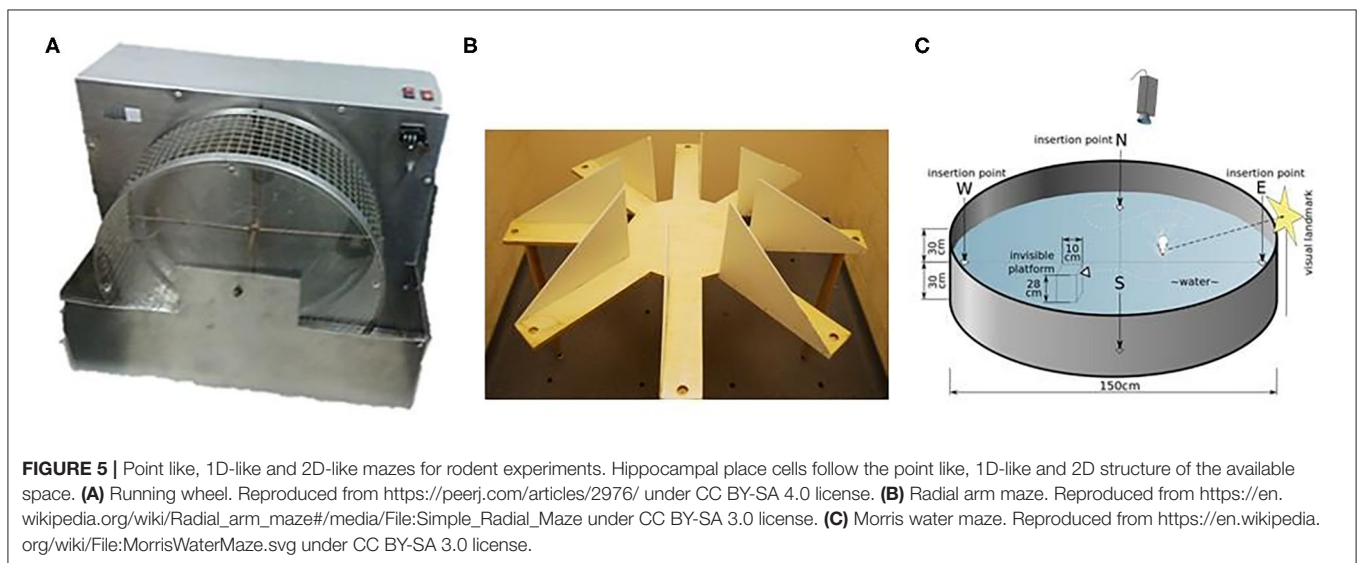 A
B
C
insertion point N
insertion point
W
insertion point
E
30
cm
30
cm
10
cm
invisible
platform
28
cm
S
~water~
visual landmark
150cm
FIGURE 5 | Point like, 1D-like and 2D-like mazes for rodent experiments. Hippocampal place cells follow the point like, 1D-like and 2D structure of the available
space. (A) Running wheel. Reproduced from https://peerj.com/articles/2976/ under CC BY-SA 4.0 license. (B) Radial arm maze. Reproduced from https://en.
wikipedia.org/wiki/Radial_arm_maze#/media/File:Simple_Radial_Maze under CC BY-SA 3.0 license. (C) Morris water maze. Reproduced from https://en.wikipedia.
org/wiki/File:MorrisWaterMaze.svg under CC BY-SA 3.0 license.